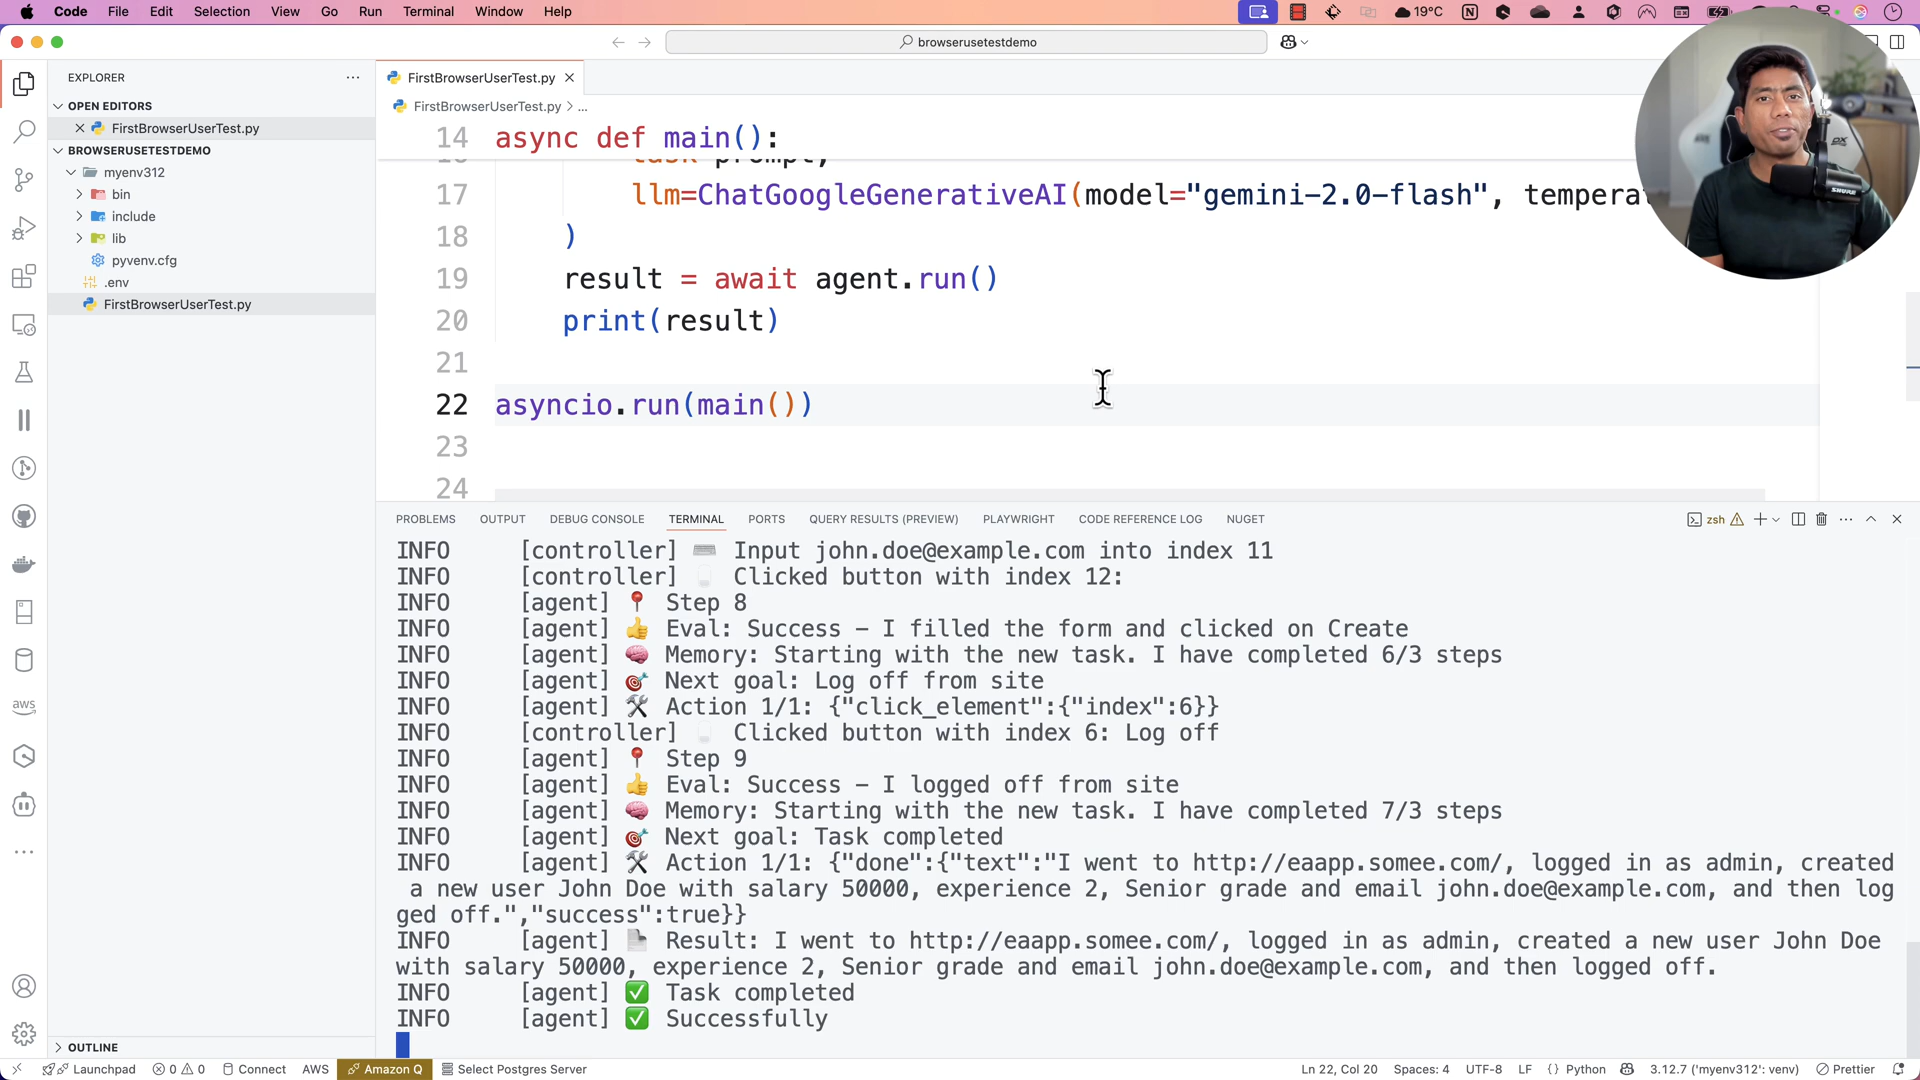 Code File Edit Selection View Go Run Terminal Window Help 19°C
browserusetestdemo
EXPLORER
OPEN EDITORS
FirstBrowserUserTest.py
BROWSERUSETESTDEMO
myenv312
bin
include
lib
pyvenv.cfg
.env
FirstBrowserUserTest.py
OUTLINE
FirstBrowserUserTest.py
FirstBrowserUserTest.py > ...
14 async def main():
task=prompt,
17 llm=ChatGoogleGenerativeAI(model="gemini-2.0-flash",
18 )
19 result = await agent.run()
20 print(result)
21
22 asyncio.run(main())
23
24
PROBLEMS OUTPUT DEBUG CONSOLE TERMINAL PORTS QUERY RESULTS (PREVIEW) PLAYWRIGHT CODE REFERENCE LOG NUGET zsh
INFO [controller] ⌨️ Input john.doe@example.com into index 11
INFO [controller] 🖱️ Clicked button with index 12:
INFO [agent] 📍 Step 8
INFO [agent] 👍 Eval: Success – I filled the form and clicked on Create
INFO [agent] 🧠 Memory: Starting with the new task. I have completed 6/3 steps
INFO [agent] 🎯 Next goal: Log off from site
INFO [agent] 🛠️ Action 1/1: {"click_element":{"index":6}}
INFO [controller] 🖱️ Clicked button with index 6: Log off
INFO [agent] 📍 Step 9
INFO [agent] 👍 Eval: Success – I logged off from site
INFO [agent] 🧠 Memory: Starting with the new task. I have completed 7/3 steps
INFO [agent] 🎯 Next goal: Task completed
INFO [agent] 🛠️ Action 1/1: {"done":{"text":"I went to http://eaapp.somee.com/, logged in as admin, created
a new user John Doe with salary 50000, experience 2, Senior grade and email john.doe@example.com, and then log
ged off.","success":true}}
INFO [agent] 📄 Result: I went to http://eaapp.somee.com/, logged in as admin, created a new user John Doe
with salary 50000, experience 2, Senior grade and email john.doe@example.com, and then logged off.
INFO [agent] ✅ Task completed
INFO [agent] ✅ Successfully
aws
Launchpad 0 0 Connect AWS Amazon Q Select Postgres Server Ln 22, Col 20 Spaces: 4 UTF-8 LF {} Python 3.12.7 ('myenv312': venv) Prettier